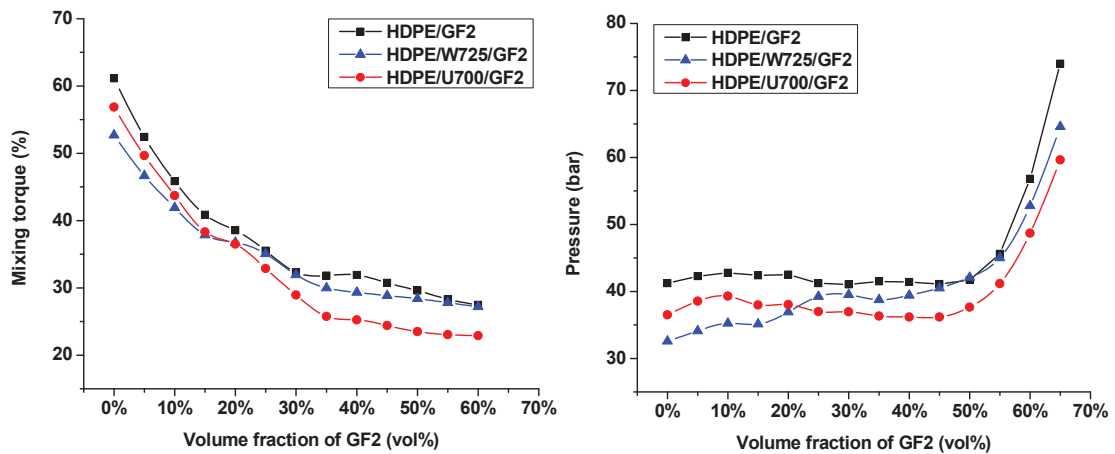 70
60
50
40
30
20
Mixing torque (%)
HDPE/GF2
HDPE/W725/GF2
HDPE/U700/GF2
0% 10% 20% 30% 40% 50% 60% 70%
Volume fraction of GF2 (vol%)
80
70
60
50
40
30
Pressure (bar)
HDPE/GF2
HDPE/W725/GF2
HDPE/U700/GF2
0% 10% 20% 30% 40% 50% 60% 70%
Volume fraction of GF2 (vol%)